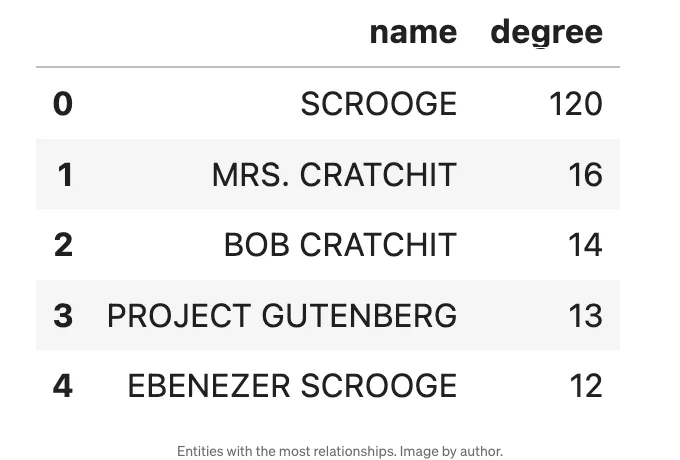 name degree
0 SCROOGE 120
1 MRS. CRATCHIT 16
2 BOB CRATCHIT 14
3 PROJECT GUTENBERG 13
4 EBENEZER SCROOGE 12
Entities with the most relationships. Image by author.